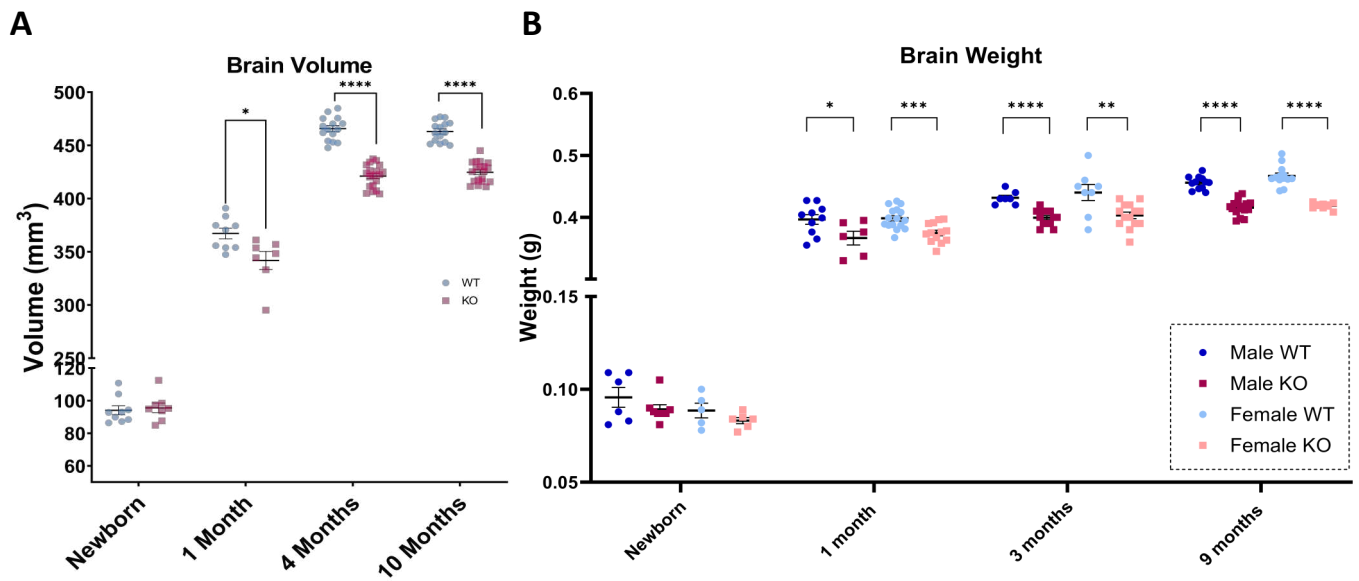 A
Brain Volume
Volume (mm³)
500
450
400
350
300
250
120
100
80
60
*
****
****
WT
KO
Newborn
1 Month
4 Months
10 Months
B
Brain Weight
Weight (g)
0.6
0.5
0.4
0.15
0.10
0.05
*
***
****
**
****
****
Male WT
Male KO
Female WT
Female KO
Newborn
1 month
3 months
9 months